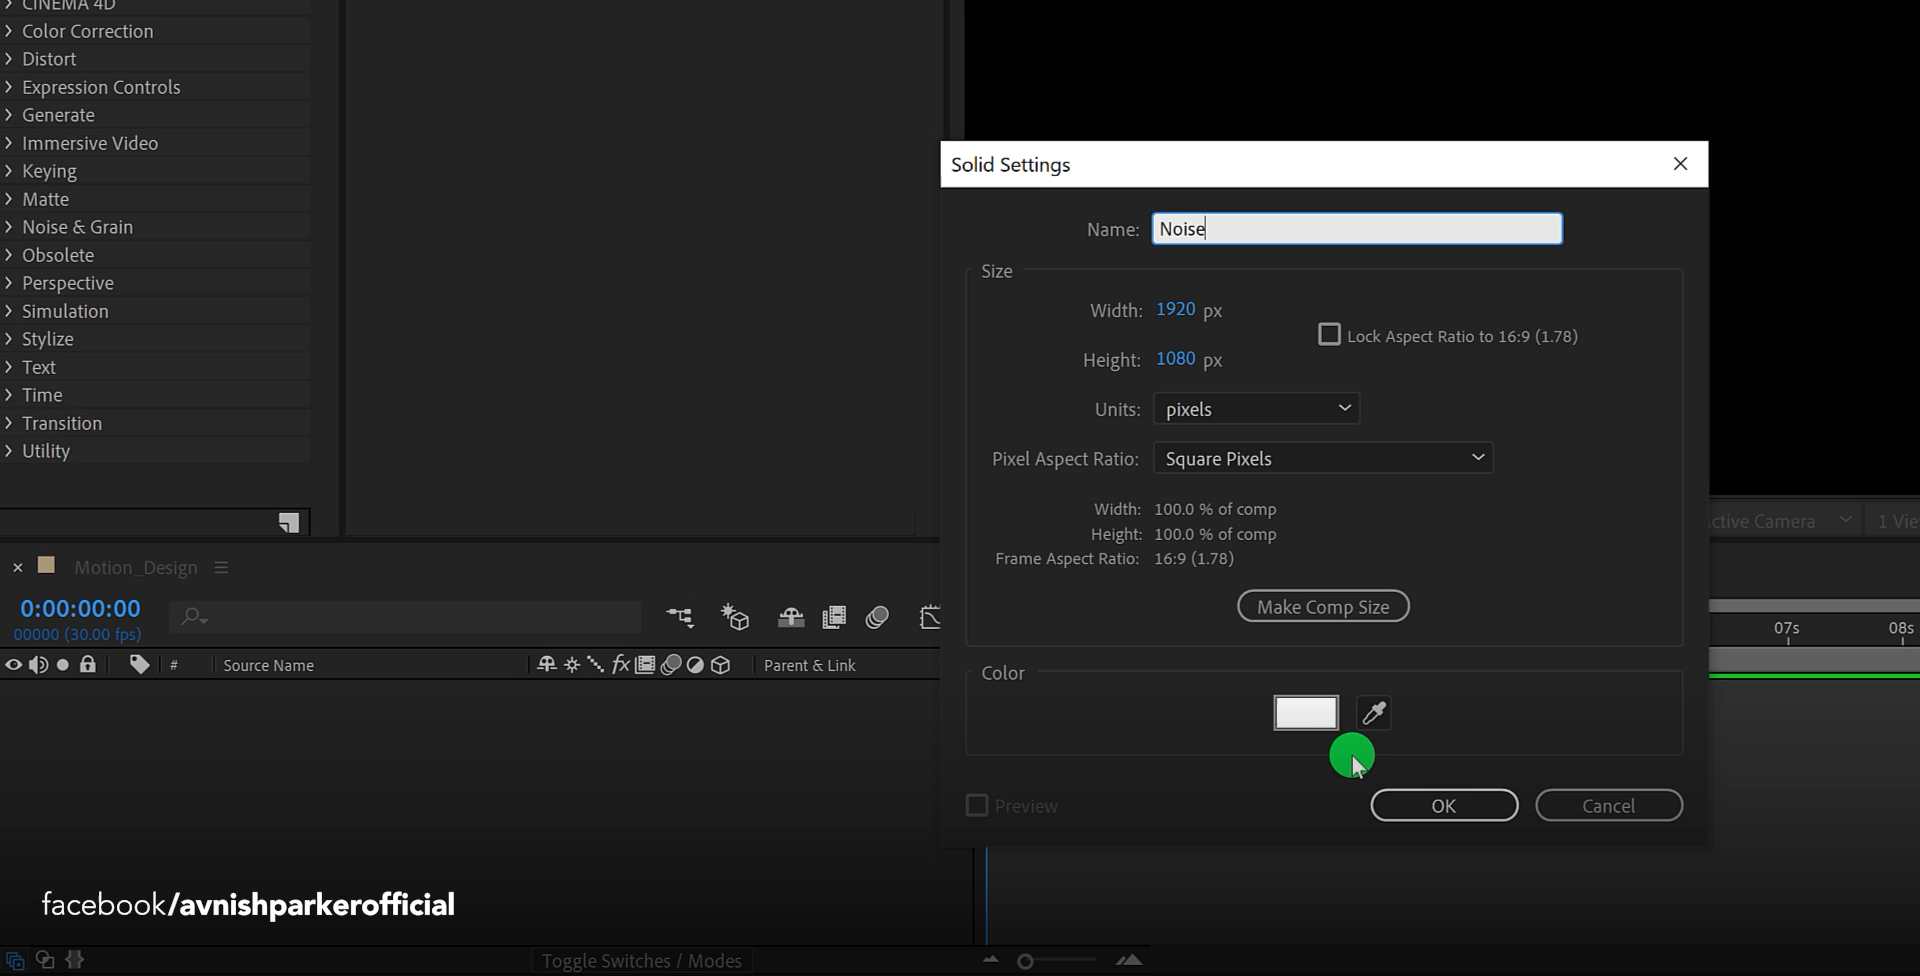 CINEMA 4D
Color Correction
Distort
Expression Controls
Generate
Immersive Video
Keying
Matte
Noise & Grain
Obsolete
Perspective
Simulation
Stylize
Text
Time
Transition
Utility
Solid Settings
Name: Noise
Size
Width: 1920 px
Lock Aspect Ratio to 16:9 (1.78)
Height: 1080 px
Units: pixels
Pixel Aspect Ratio: Square Pixels
Width: 100.0 % of comp
Height: 100.0 % of comp
Frame Aspect Ratio: 16:9 (1.78)
Make Comp Size
Color
Preview
OK
Cancel
Camera
1
Motion_Design
0:00:00:00
00000 (30.00 fps)
# Source Name
fx
Parent & Link
07s 08s
facebook/avnishparkerofficial
Toggle Switches / Modes